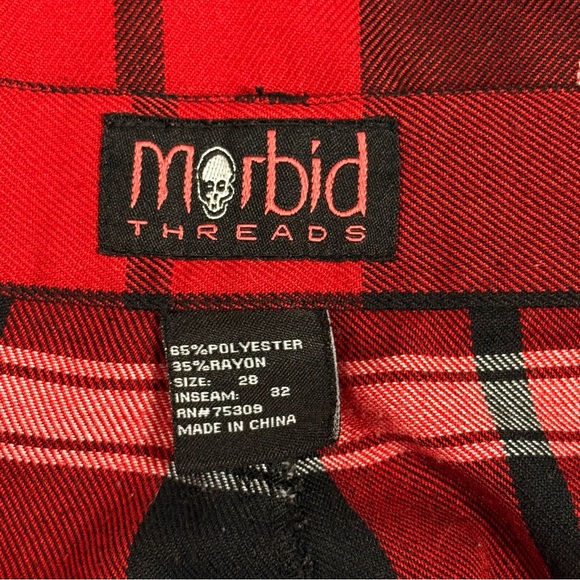 Morbid
THREADS
65%POLYESTER
35%RAYON
SIZE: 28
INSEAM: 32
RN#75309
MADE IN CHINA